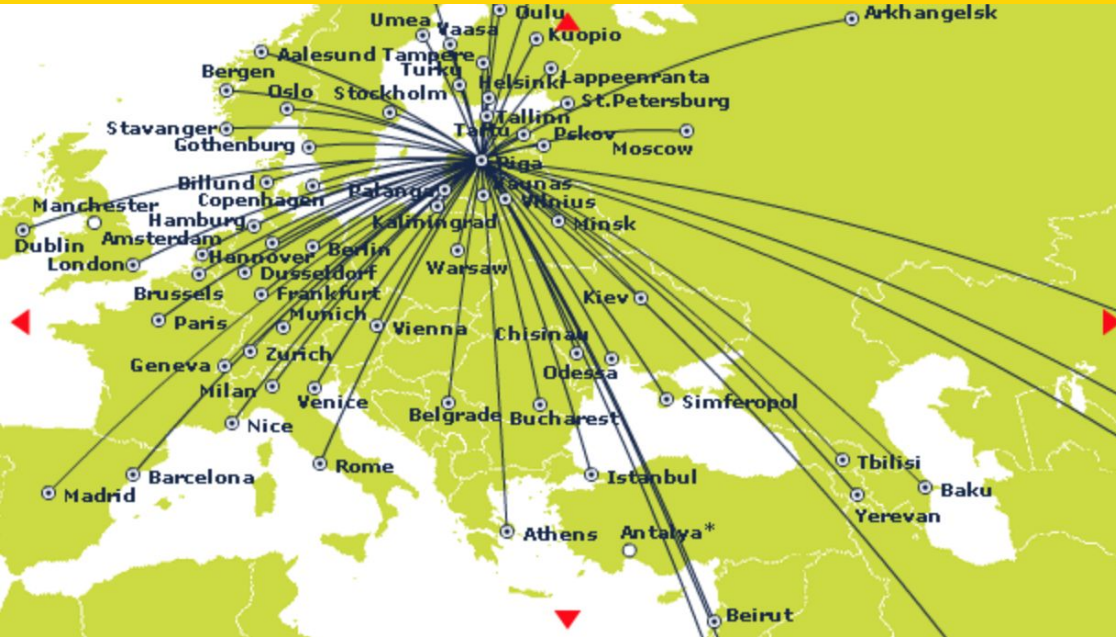 Oulu
Arkhangelsk
Umea
Vaasa
Kuopio
Aalesund
Tampere
Bergen
Turku
Helsinki
Lappeenranta
Oslo
Stockholm
St.Petersburg
Tallinn
Stavanger
Tartu
Pskov
Gothenburg
Moscow
Riga
Billund
Palanga
Kaunas
Copenhagen
Vilnius
Manchester
Hamburg
Kaliningrad
Minsk
Dublin
Amsterdam
Berlin
Hannover
London
Dusseldorf
Warsaw
Brussels
Frankfurt
Kiev
Paris
Munich
Vienna
Chisinau
Geneva
Zurich
Odessa
Milan
Venice
Simferopol
Belgrade
Bucharest
Nice
Rome
Tbilisi
Barcelona
Istanbul
Madrid
Baku
Yerevan
Athens
Antalya*
Beirut